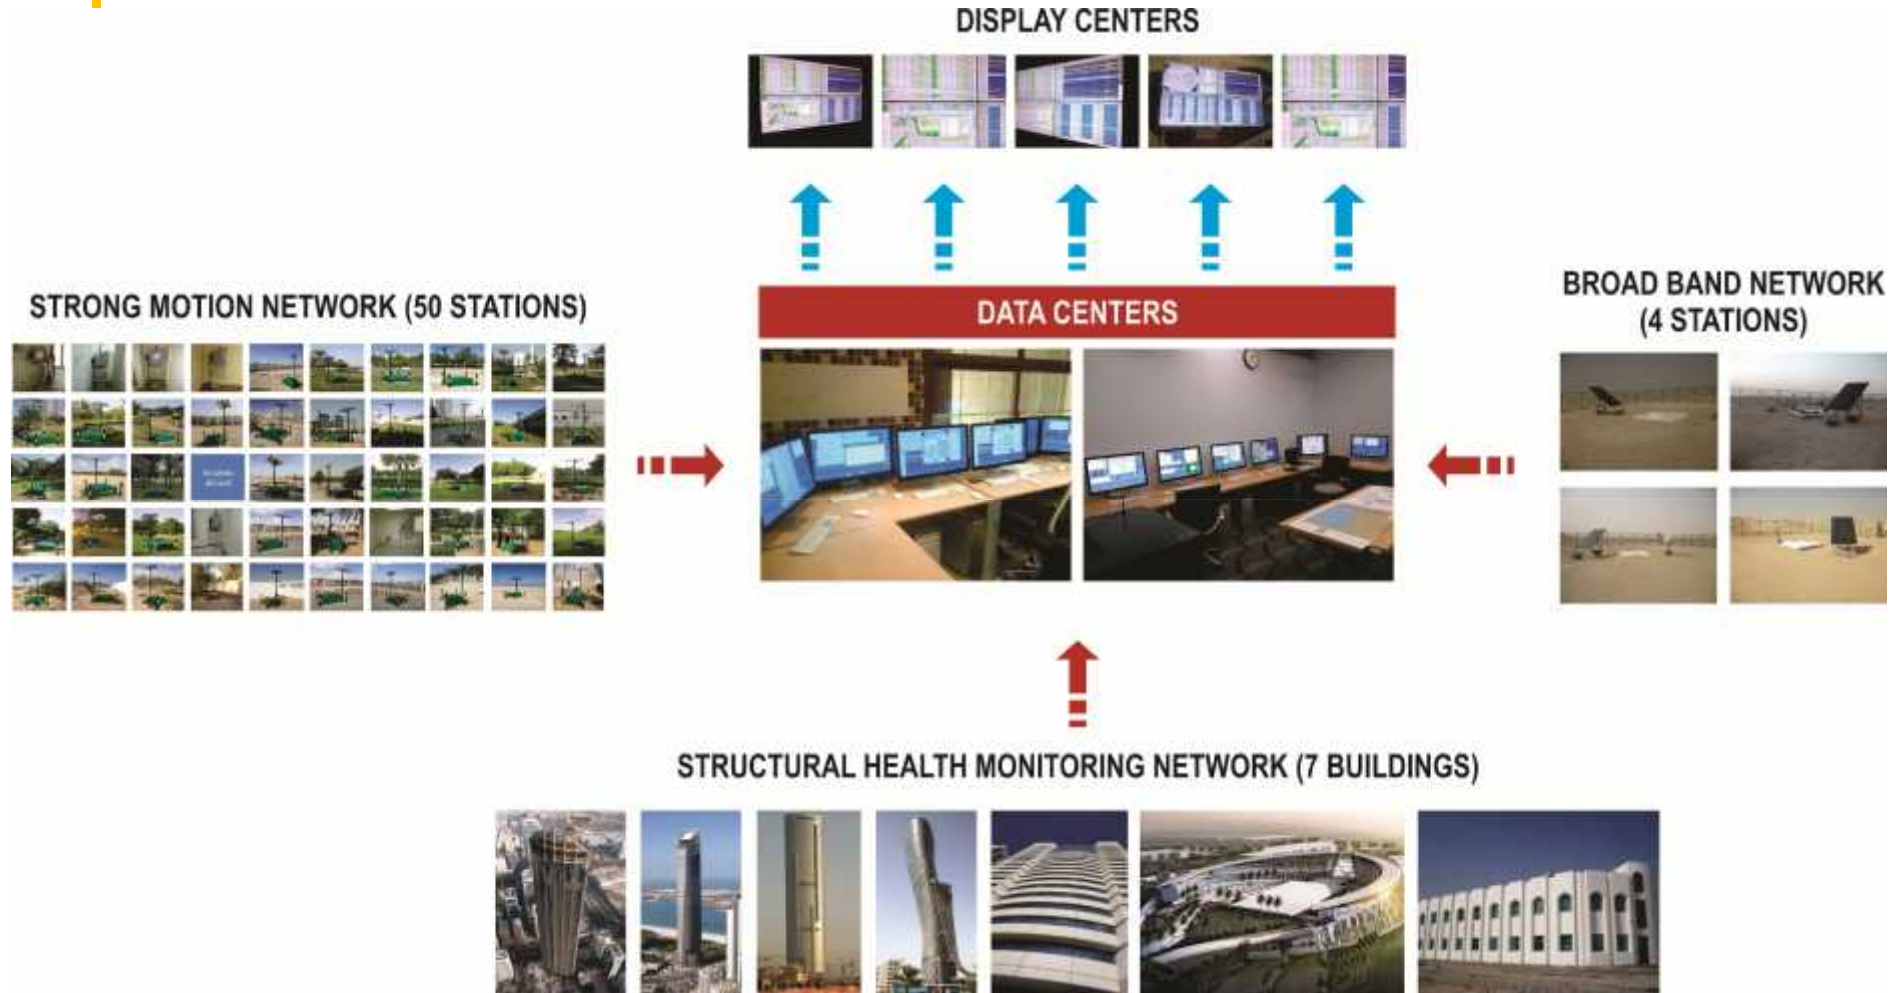 DISPLAY CENTERS
STRONG MOTION NETWORK (50 STATIONS)
DATA CENTERS
BROAD BAND NETWORK
(4 STATIONS)
STRUCTURAL HEALTH MONITORING NETWORK (7 BUILDINGS)